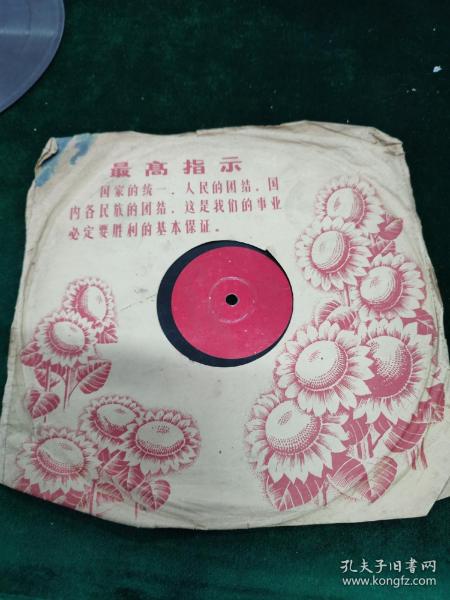 最高指示
国家的统一，人民的团结，国
内各民族的团结，这是我们的事业
必定要胜利的基本保证。
孔夫子旧书网
www.kongfz.com